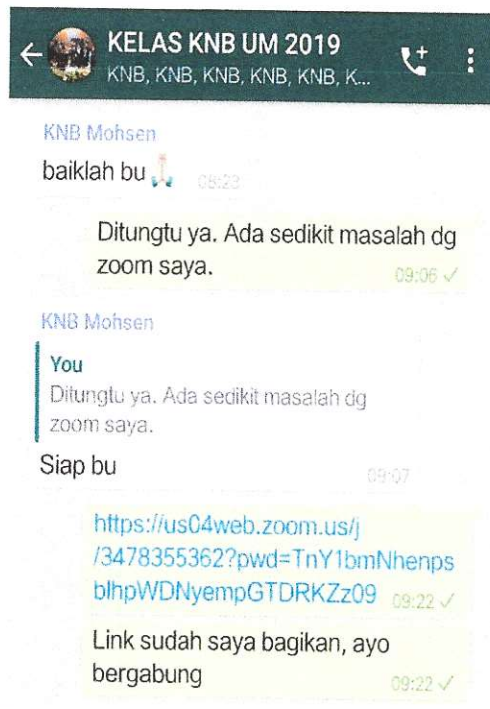 KELAS KNB UM 2019
KNB, KNB, KNB, KNB, KNB, K...
KNB Mohsen
baiklah bu🙏 08:23
Ditungtu ya. Ada sedikit masalah dg
zoom saya. 09:06
KNB Mohsen
You
Ditungtu ya. Ada sedikit masalah dg
zoom saya.
Siap bu 09:07
https://us04web.zoom.us/j
/3478355362?pwd=TnY1bmNhenps
blhpWDNyempGTDRKZz09 09:22
Link sudah saya bagikan, ayo
bergabung 09:22